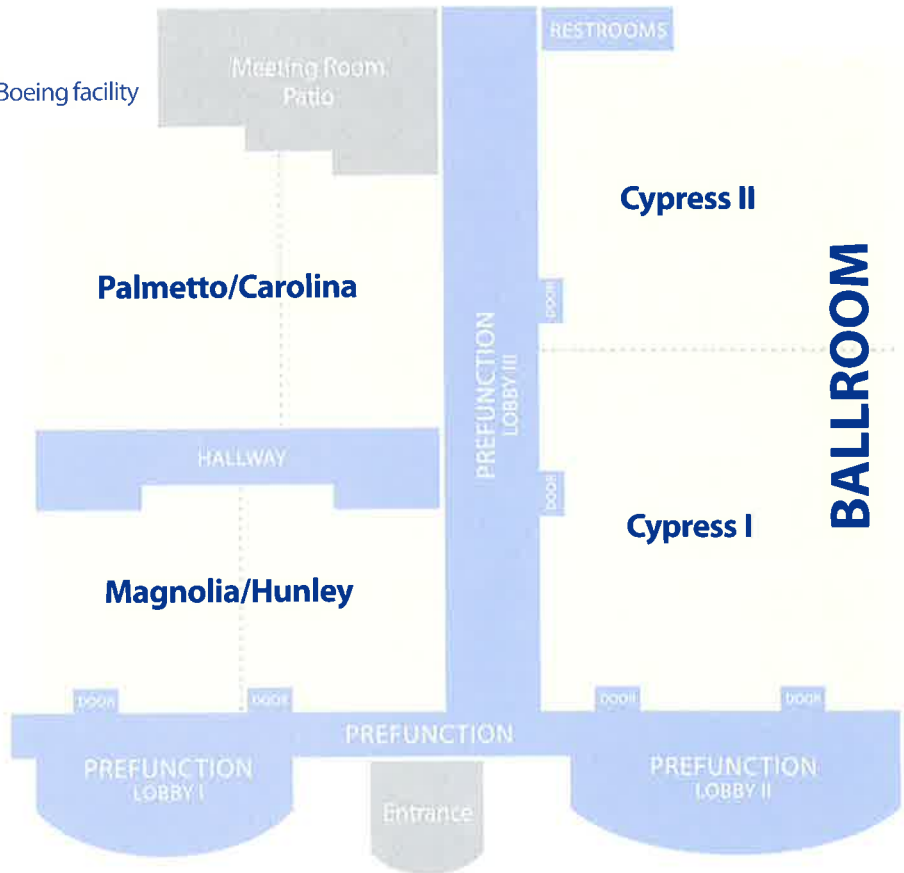 RESTROOMS
Meeting Room
Patio
Boeing facility
Cypress II
BALLROOM
Palmetto/Carolina
DOOR
PREFUNCTION
LOBBY III
HALLWAY
DOOR
Cypress I
Magnolia/Hunley
DOOR
DOOR
DOOR
DOOR
PREFUNCTION
PREFUNCTION
LOBBY I
PREFUNCTION
LOBBY II
Entrance